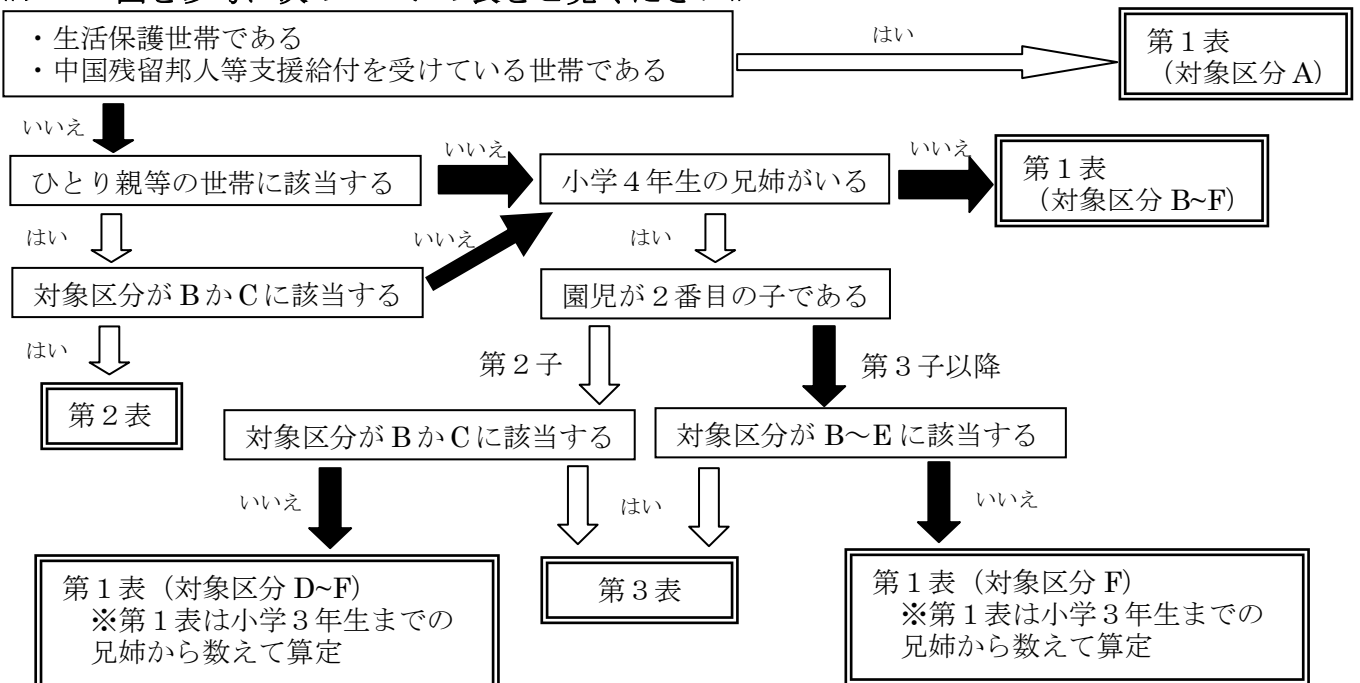 ・生活保護世帯である
・中国残留邦人等支援給付を受けている世帯である
はい
第１表
（対象区分 A）
いいえ
ひとり親等の世帯に該当する
いいえ
小学４年生の兄姉がいる
いいえ
第１表
（対象区分 B~F）
はい
いいえ
はい
対象区分が B か C に該当する
園児が２番目の子である
はい
第２表
第２子
第３子以降
対象区分が B か C に該当する
対象区分が B～E に該当する
いいえ
はい
いいえ
第１表（対象区分 D~F）
※第１表は小学３年生までの
兄姉から数えて算定
第３表
第１表（対象区分 F）
※第１表は小学３年生までの
兄姉から数えて算定